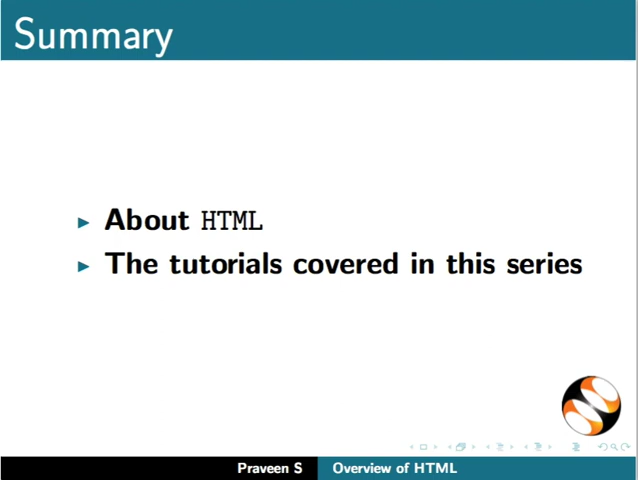 Summary
About HTML
The tutorials covered in this series
Praveen S Overview of HTML